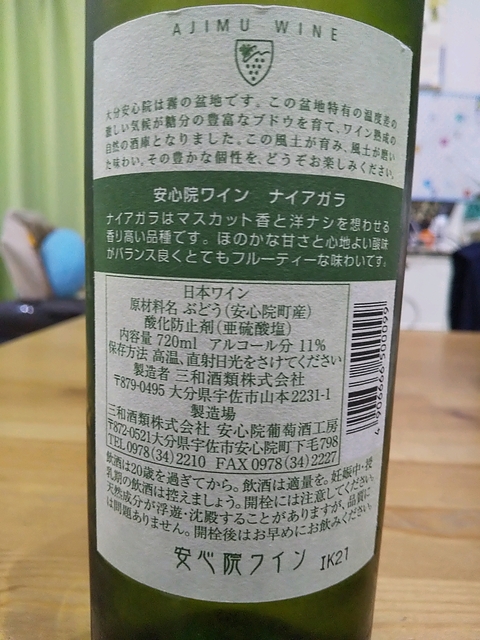 AJIMU WINE
大分安心院は霧の盆地です。この盆地特有の温度差の
激しい気候が糖分の豊富なブドウを育て、ワイン熟成の
自然の酒庫となりました。この風土が育み、風土が磨い
た味わい。その豊かな個性を、どうぞお楽しみください。
安心院ワイン ナイアガラ
ナイアガラはマスカット香と洋ナシを想わせる
香り高い品種です。ほのかな甘さと心地よい酸味
がバランス良くとてもフルーティーな味わいです。
日本ワイン
原材料名 ぶどう(安心院町産)
酸化防止剤(亜硫酸塩)
内容量 720ml アルコール分 11%
保存方法 高温、直射日光をさけてください
製造者 三和酒類株式会社
〒879-0495 大分県宇佐市山本2231-1
製造場
三和酒類株式会社 安心院葡萄酒工房
〒872-0521大分県宇佐市安心院町下毛798
TEL0978(34)2210 FAX0978(34)2227
4 906666 500099
飲酒は20歳を過ぎてから。飲酒は適量を。妊娠中・授
乳期の飲酒は控えましょう。開栓には注意してください。
天然成分が浮遊・沈殿することがありますが、品質に
は問題ありません。開栓後はお早めにお飲みください。
安心院ワイン IK21